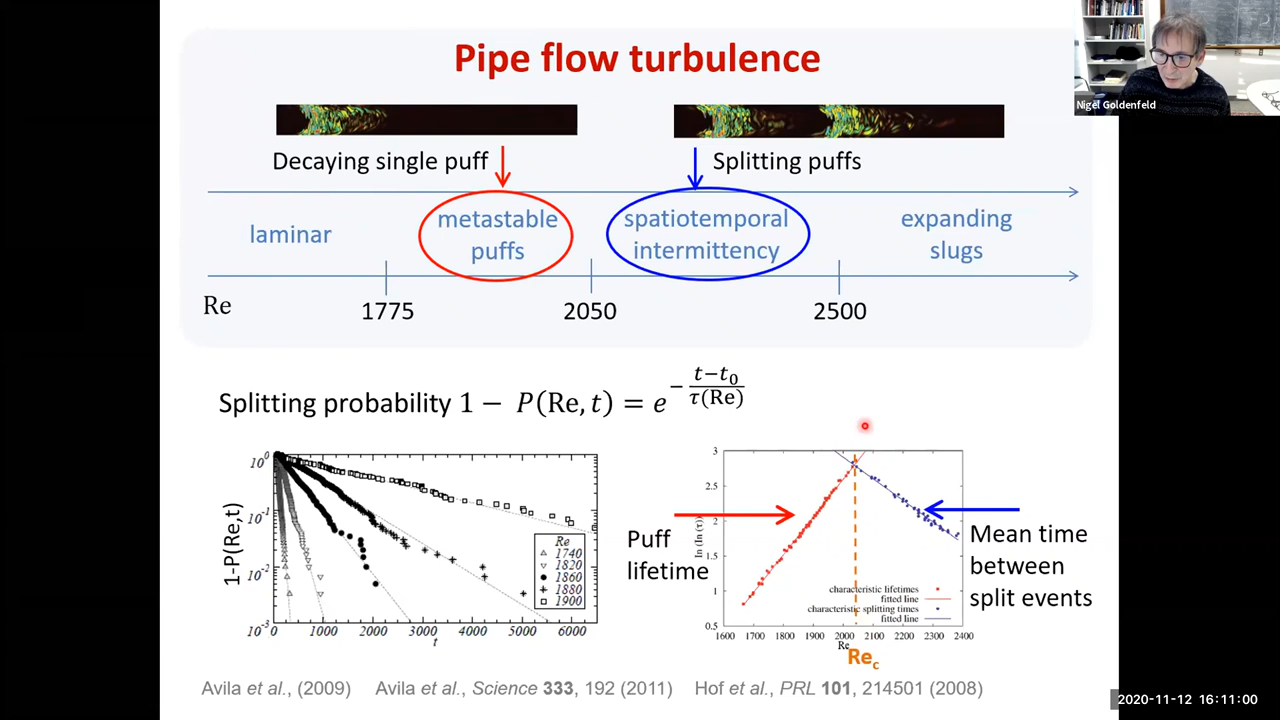 Pipe flow turbulence
Nigel Goldenfeld
Decaying single puff
Splitting puffs
laminar
metastable
puffs
spatiotemporal
intermittency
expanding
slugs
Re
1775
2050
2500
Splitting probability 1 − P(Re, t) = e^{−\frac{t−t_0}{τ(Re)}}
1-P(Re,t)
10^0
10^-1
10^-2
10^-3
0 1000 2000 3000 4000 5000 6000
t
Re
1740
1820
1860
1880
1900
Puff
lifetime
ln (ln (τ))
3
2.5
2
1.5
1
0.5
characteristic lifetimes
fitted line
characteristic splitting times
fitted line
1600 1700 1800 1900 2000 2100 2200 2300 2400
Re
Re_c
Mean time
between
split events
Avila et al., (2009) Avila et al., Science 333, 192 (2011) Hof et al., PRL 101, 214501 (2008)
2020-11-12 16:11:00